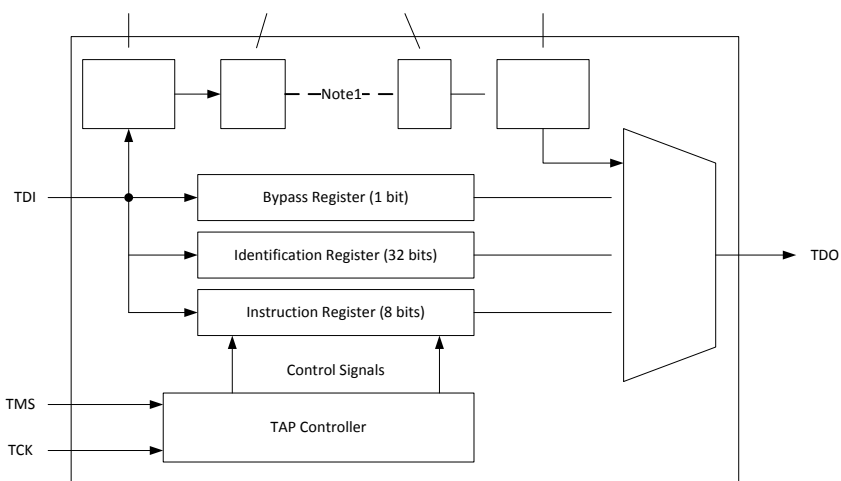 Note1
TDI
Bypass Register (1 bit)
Identification Register (32 bits)
TDO
Instruction Register (8 bits)
Control Signals
TMS
TAP Controller
TCK